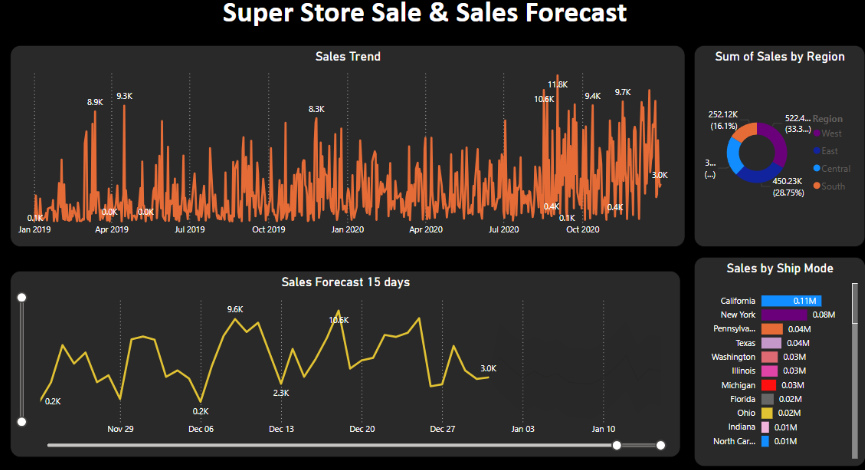 Super Store Sale & Sales Forecast
Sales Trend
11.8K
10.6K
9.7K
9.4K
9.3K
8.9K
8.3K
3.0K
0.1K
0.0K
0.0K
0.4K
0.1K
0.4K
Jan 2019 Apr 2019 Jul 2019 Oct 2019 Jan 2020 Apr 2020 Jul 2020 Oct 2020
Sum of Sales by Region
252.12K
(16.1%)
522.4...
(33.3...)
3...
(...)
450.23K
(28.75%)
Region
West
East
Central
South
Sales Forecast 15 days
9.6K
10.6K
3.0K
2.3K
0.2K
0.2K
Nov 29 Dec 06 Dec 13 Dec 20 Dec 27 Jan 03 Jan 10
Sales by Ship Mode
California 0.11M
New York 0.08M
Pennsylva... 0.04M
Texas 0.04M
Washington 0.03M
Illinois 0.03M
Michigan 0.03M
Florida 0.02M
Ohio 0.02M
Indiana 0.01M
North Car... 0.01M